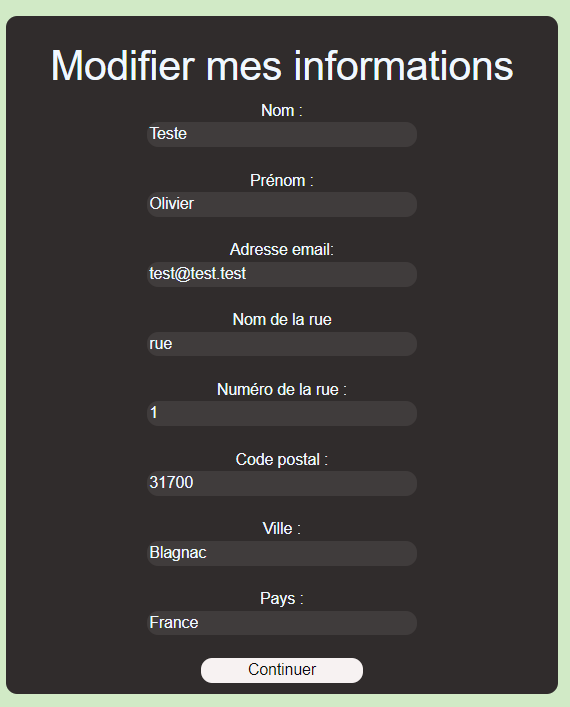 Modifier mes informations
Nom :
Teste
Prénom :
Olivier
Adresse email:
test@test.test
Nom de la rue
rue
Numéro de la rue :
1
Code postal :
31700
Ville :
Blagnac
Pays :
France
Continuer